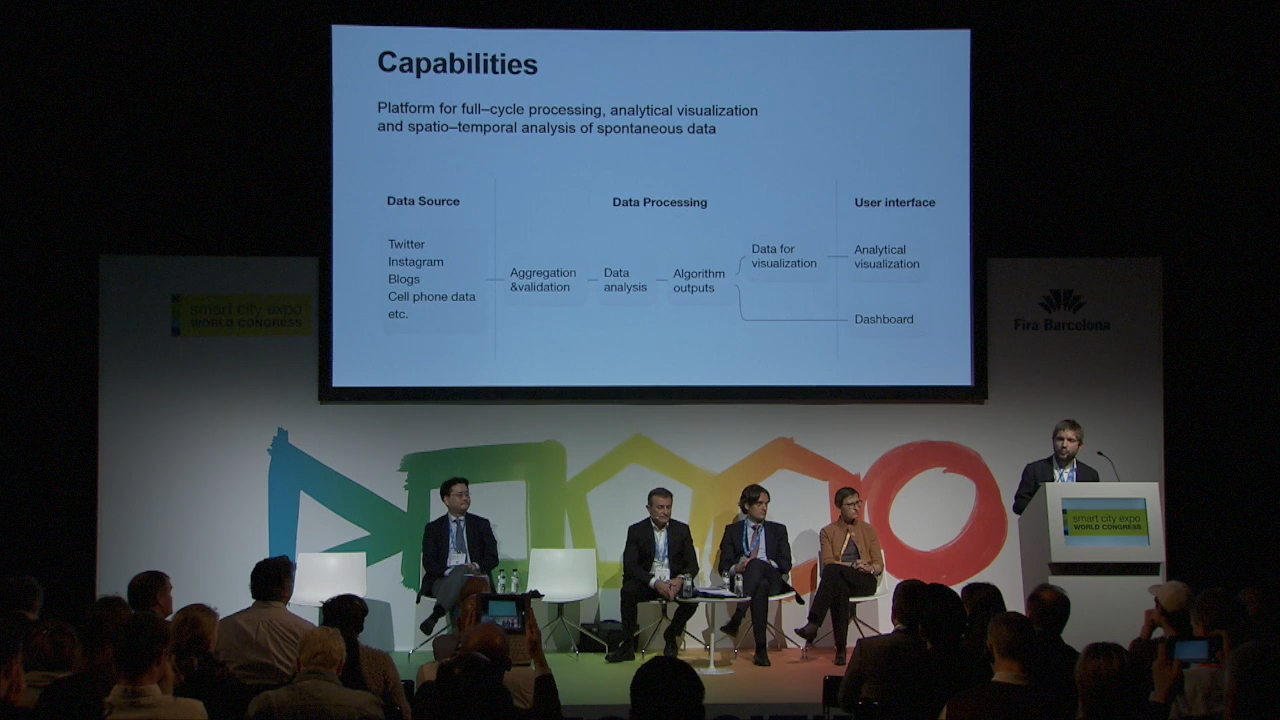 Capabilities
Platform for full–cycle processing, analytical visualization
and spatio–temporal analysis of spontaneous data
Data Source
Data Processing
User interface
Twitter
Instagram
Blogs
Cell phone data
etc.
Aggregation
&validation
Data
analysis
Algorithm
outputs
Data for
visualization
Analytical
visualization
Dashboard
smart city expo
WORLD CONGRESS
Fira Barcelona
smart city expo
WORLD CONGRESS